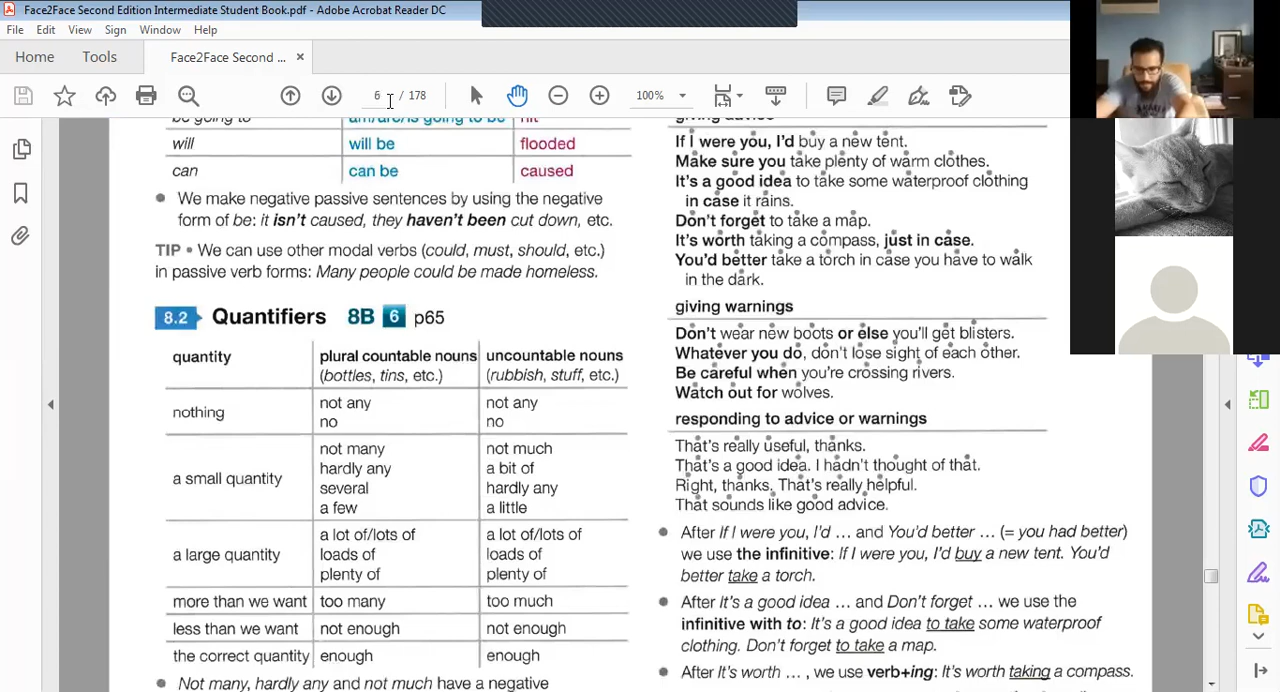 Face2Face Second Edition Intermediate Student Book.pdf - Adobe Acrobat Reader DC
File Edit View Sign Window Help
Home Tools Face2Face Second ... ×
6 / 178 100%
be going to am/are/is going to be hit
will will be flooded
can can be caused
• We make negative passive sentences by using the negative
form of be: it isn't caused, they haven't been cut down, etc.
TIP • We can use other modal verbs (could, must, should, etc.)
in passive verb forms: Many people could be made homeless.
8.2 Quantifiers 8B 6 p65
quantity plural countable nouns uncountable nouns
(bottles, tins, etc.) (rubbish, stuff, etc.)
nothing not any not any
no no
a small quantity not many not much
hardly any a bit of
several hardly any
a few a little
a large quantity a lot of/lots of a lot of/lots of
loads of loads of
plenty of plenty of
more than we want too many too much
less than we want not enough not enough
the correct quantity enough enough
• Not many, hardly any and not much have a negative
giving advice
If I were you, I'd buy a new tent.
Make sure you take plenty of warm clothes.
It's a good idea to take some waterproof clothing
in case it rains.
Don't forget to take a map.
It's worth taking a compass, just in case.
You'd better take a torch in case you have to walk
in the dark.
giving warnings
Don't wear new boots or else you'll get blisters.
Whatever you do, don't lose sight of each other.
Be careful when you're crossing rivers.
Watch out for wolves.
responding to advice or warnings
That's really useful, thanks.
That's a good idea. I hadn't thought of that.
Right, thanks. That's really helpful.
That sounds like good advice.
• After If I were you, I'd ... and You'd better ... (= you had better)
we use the infinitive: If I were you, I'd buy a new tent. You'd
better take a torch.
• After It's a good idea ... and Don't forget ... we use the
infinitive with to: It's a good idea to take some waterproof
clothing. Don't forget to take a map.
• After It's worth ... , we use verb+ing: It's worth taking a compass.